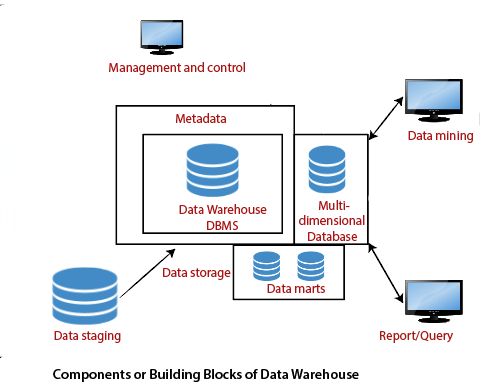 Management and control
Metadata
Data mining
Data Warehouse
DBMS
Multi-
dimensional
Database
Data storage
Data marts
Data staging
Report/Query
Components or Building Blocks of Data Warehouse